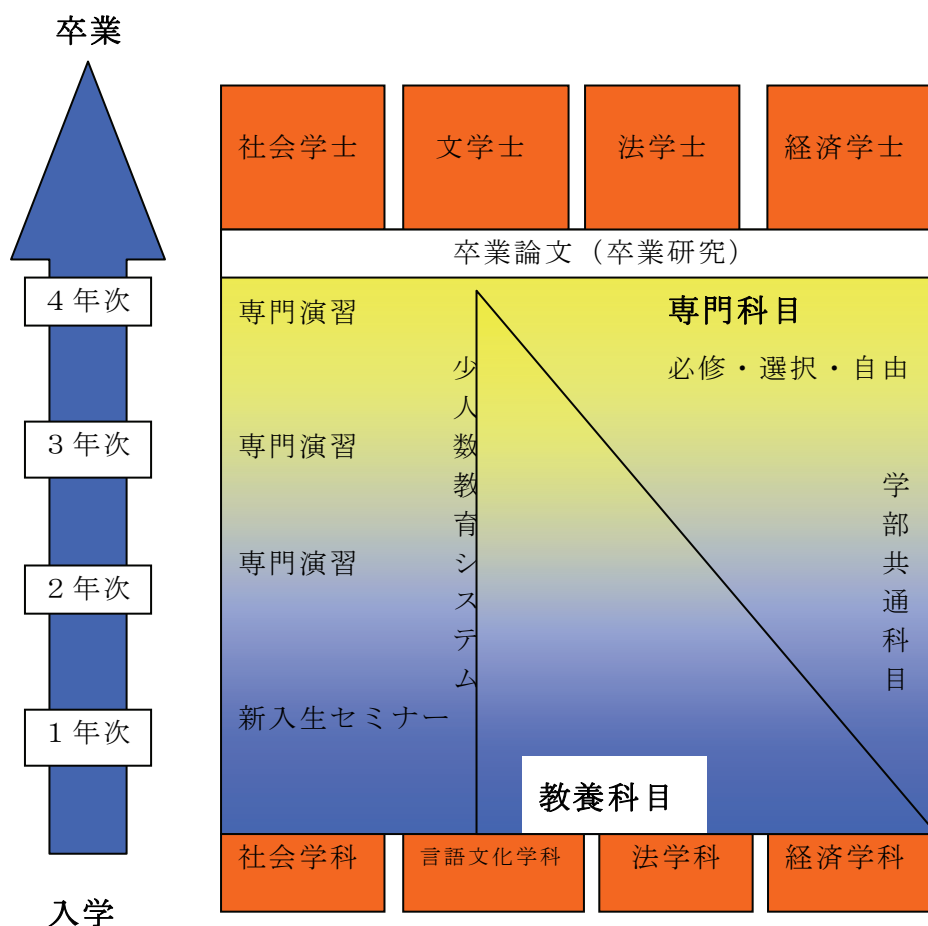 卒業
社会学士
文学士
法学士
経済学士
卒業論文（卒業研究）
４年次
専門演習
専門科目
必修・選択・自由
少人数教育システム
３年次
専門演習
学部共通科目
専門演習
２年次
新入生セミナー
１年次
教養科目
社会学科
言語文化学科
法学科
経済学科
入学